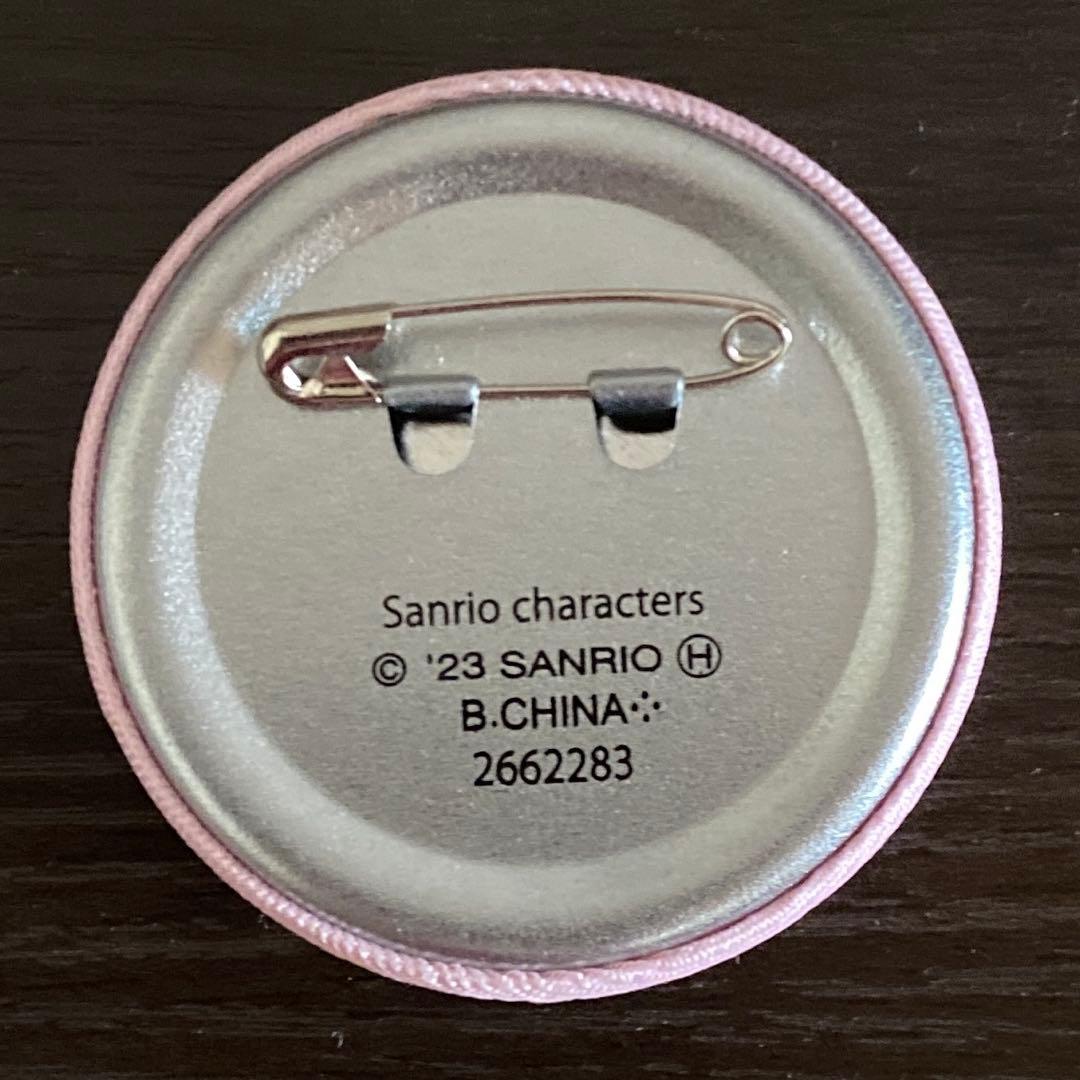 Sanrio characters
© '23 SANRIO Ⓗ
B.CHINA
2662283